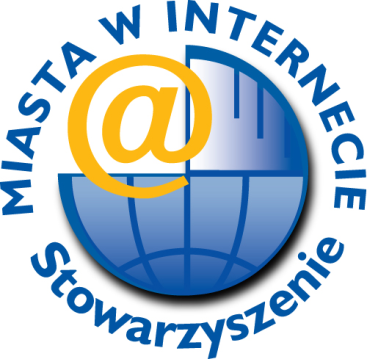 MIASTA W INTERNECIE
@
Stowarzyszenie